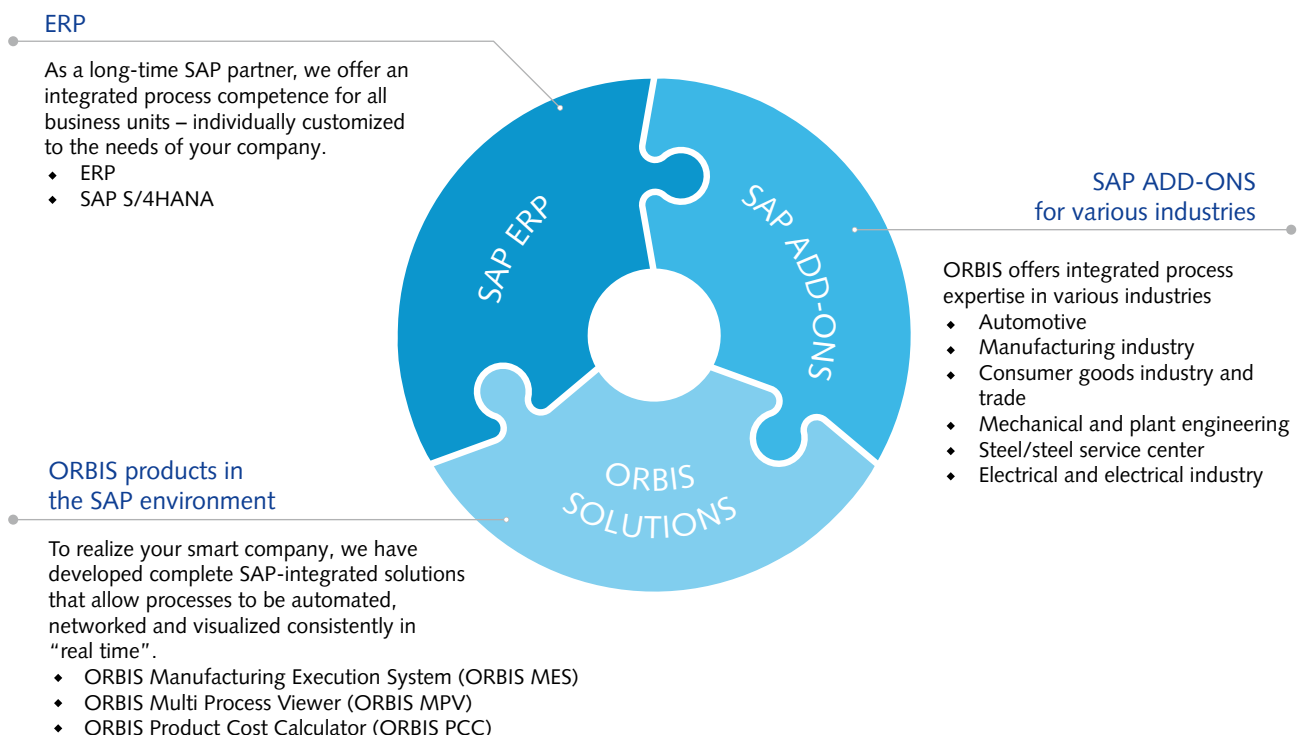 ERP
As a long-time SAP partner, we offer an
integrated process competence for all
business units – individually customized
to the needs of your company.
◆ ERP
◆ SAP S/4HANA
SAP ERP
SAP ADD-ONS
SAP ADD-ONS
for various industries
ORBIS offers integrated process
expertise in various industries
◆ Automotive
◆ Manufacturing industry
◆ Consumer goods industry and
trade
◆ Mechanical and plant engineering
◆ Steel/steel service center
◆ Electrical and electrical industry
ORBIS
SOLUTIONS
ORBIS products in
the SAP environment
To realize your smart company, we have
developed complete SAP-integrated solutions
that allow processes to be automated,
networked and visualized consistently in
“real time”.
◆ ORBIS Manufacturing Execution System (ORBIS MES)
◆ ORBIS Multi Process Viewer (ORBIS MPV)
◆ ORBIS Product Cost Calculator (ORBIS PCC)